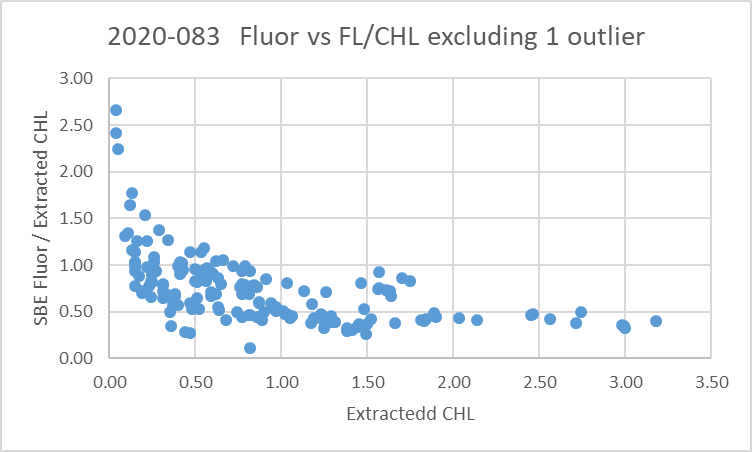 2020-083 Fluor vs FL/CHL excluding 1 outlier
3.00
2.50
2.00
1.50
1.00
0.50
0.00
SBE Fluor / Extracted CHL
0.00 0.50 1.00 1.50 2.00 2.50 3.00 3.50
Extractedd CHL